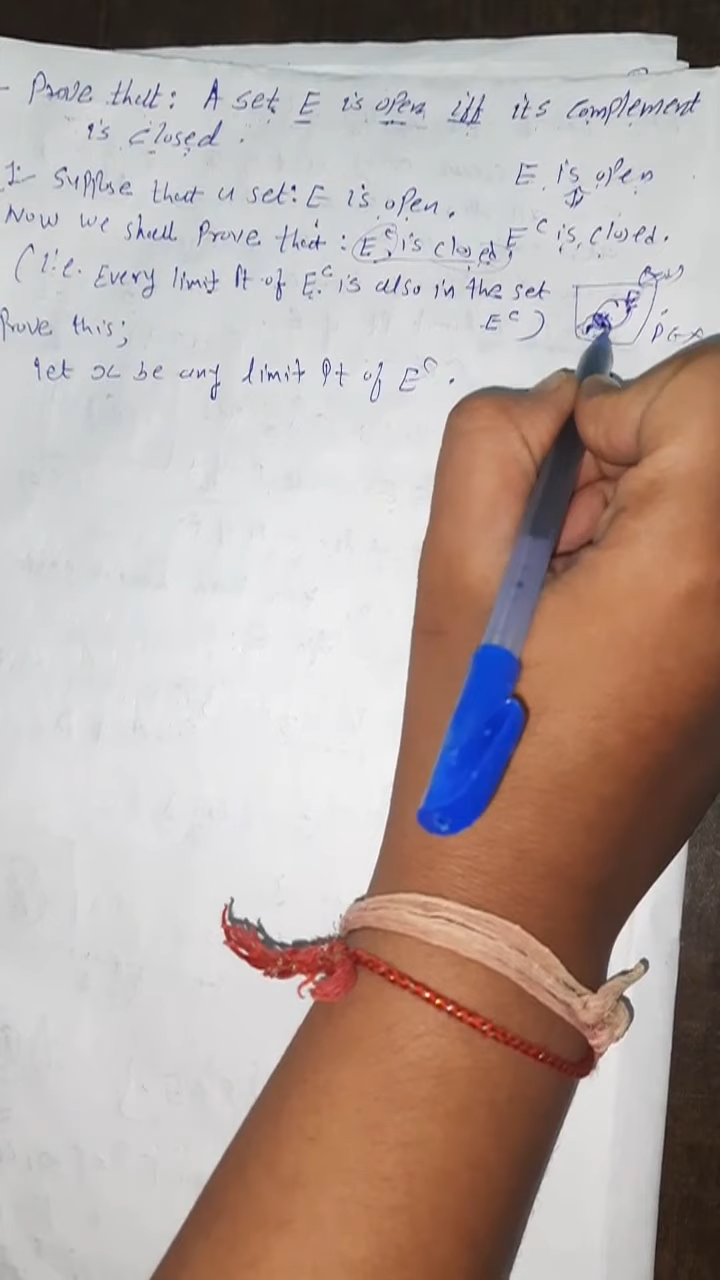 Prove that: A set E is open iff its complement
is closed.
E is open
⇕
E^c is closed.
I- Suppose that a set: E is open.
Now we shall prove that: E^c is closed
(i.e. Every limit pt of E^c is also in the set
E^c)
Prove this;
let x be any limit pt of E^c.